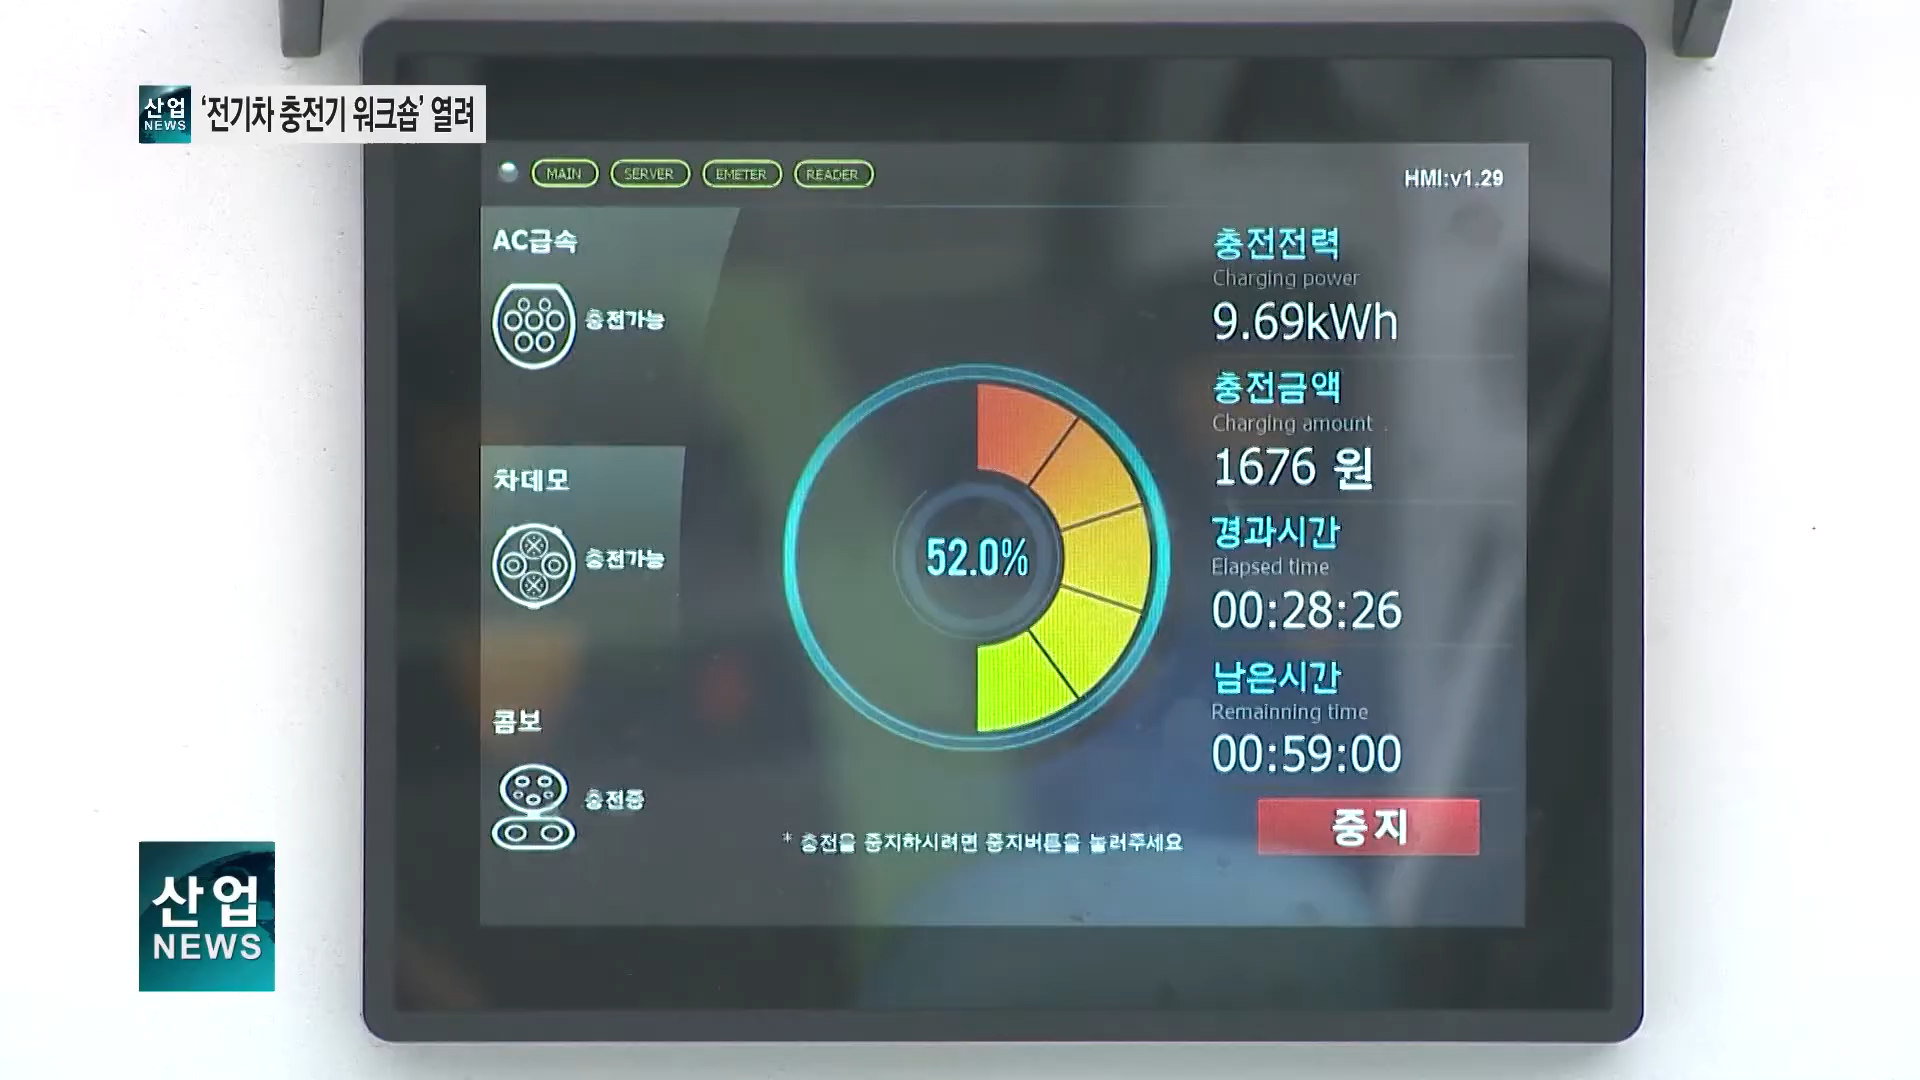 산업
NEWS
‘전기차 충전기 워크숍’ 열려
MAIN
SERVER
EMETER
READER
HMI:v1.29
AC급속
충전가능
차데모
충전가능
콤보
충전중
52.0%
충전전력
Charging power
9.69kWh
충전금액
Charging amount
1676 원
경과시간
Elapsed time
00:28:26
남은시간
Remainning time
00:59:00
* 충전을 중지하시려면 중지버튼을 눌러주세요
중지
산업
NEWS